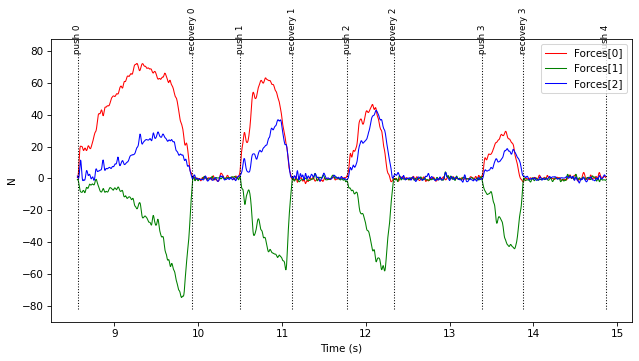 push 0
recovery 0
push 1
recovery 1
push 2
recovery 2
push 3
recovery 3
sh 4
Forces[0]
Forces[1]
Forces[2]
80
60
40
20
0
−20
−40
−60
−80
N
9
10
11
12
13
14
15
Time (s)